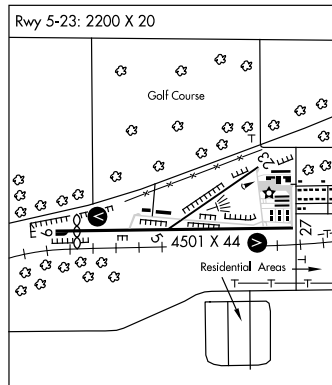 Rwy 5-23: 2200 X 20
Golf Course
23
9
5
4501 X 44
27
V
V
Residential Areas